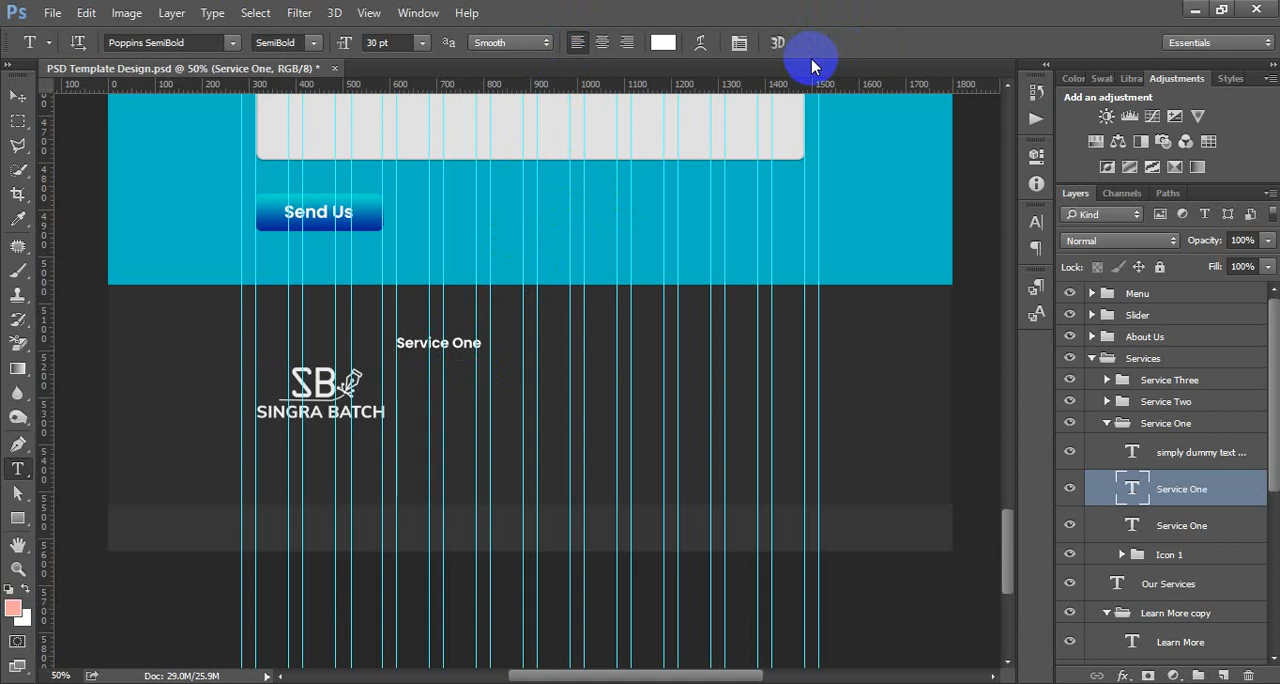 Ps File Edit Image Layer Type Select Filter 3D View Window Help
T Poppins SemiBold SemiBold 30 pt Smooth 3D Essentials
PSD Template Design.psd @ 50% (Service One, RGB/8) * ×
100 0 100 200 300 400 500 600 700 800 900 1000 1100 1200 1300 1400 1500 1600 1700 1800
Color Swat Libra Adjustments Styles
Add an adjustment
Layers Channels Paths
Kind
Normal Opacity: 100%
Lock: Fill: 100%
Menu
Slider
About Us
Services
Service Three
Service Two
Service One
simply dummy text ...
Service One
Service One
Icon 1
Our Services
Learn More copy
Learn More
Send Us
Service One
SB
SINGRA BATCH
50% Doc: 29.0M/25.9M